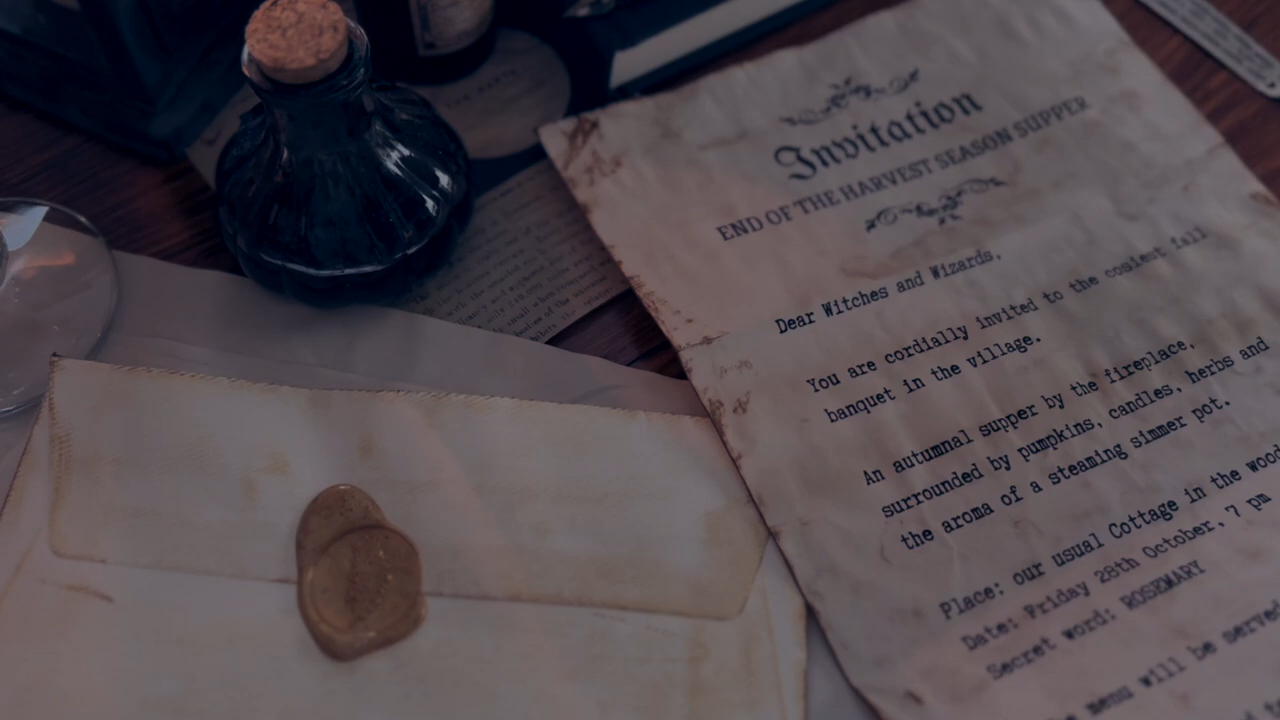 Invitation
END OF THE HARVEST SEASON SUPPER
Dear Witches and Wizards,
You are cordially invited to the cosiest fall
banquet in the village.
An autumnal supper by the fireplace,
surrounded by pumpkins, candles, herbs and
the aroma of a steaming simmer pot.
Place: our usual Cottage in the wood
Date: Friday 28th October, 7 pm
Secret word: ROSEMARY
menu will be served